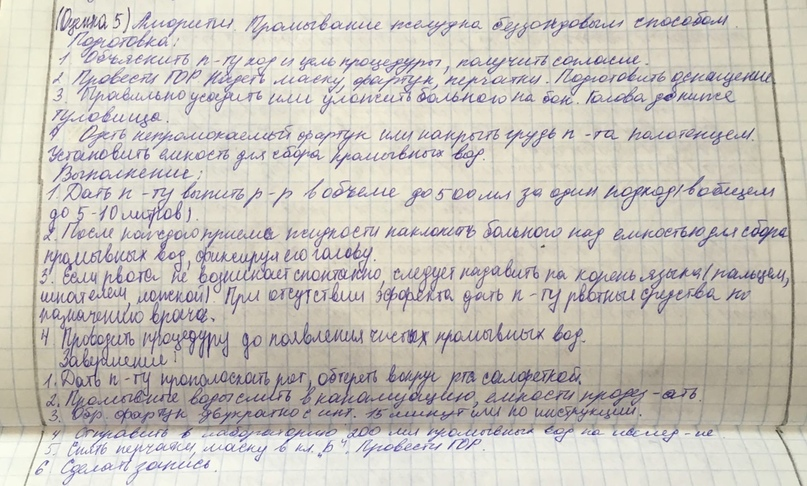 (Оценка 5) Алгоритм. Промывание желудка беззондовым способом.
Подготовка:
1. Объяснить п-ту ход и цель процедуры, получить согласие.
2. Провести ГОР. Надеть маску, фартук, перчатки. Подготовить оснащение
3. Правильно усадить или уложить больного на бок. Голова д.б ниже
туловища.
4 Одеть непромокаемый фартук или накрыть грудь п-та полотенцем.
Установить емкость для сбора промывных вод.
Выполнение:
1. Дать п-ту выпить р-р в объеме до 500 мл за один подход (в общем
до 5-10 литров).
2. После каждого приема жидкости наклонить больного над емкостью для сбора
промывных вод, фиксируя его голову.
3. Если рвота не возникает спонтанно, следует надавить на корень языка (пальцем,
шпателем, ложкой). При отсутствии эффекта дать п-ту рвотные средства по
назначению врача.
4 Проводить процедуру до появления чистых промывных вод.
Завершение:
1. Дать п-ту прополоскать рот, обтереть вокруг рта салфеткой.
2. Промывные воды слить в канализацию, емкости продез-ать.
3. Обр. фартук двукратно с инт. 15 минут или по инструкции.
4 Отправить в лабораторию 200 мл промывных вод на исслед-ие.
5. Снять перчатки, маску в кл. „Б". Провести ГОР.
6 Сделать запись.